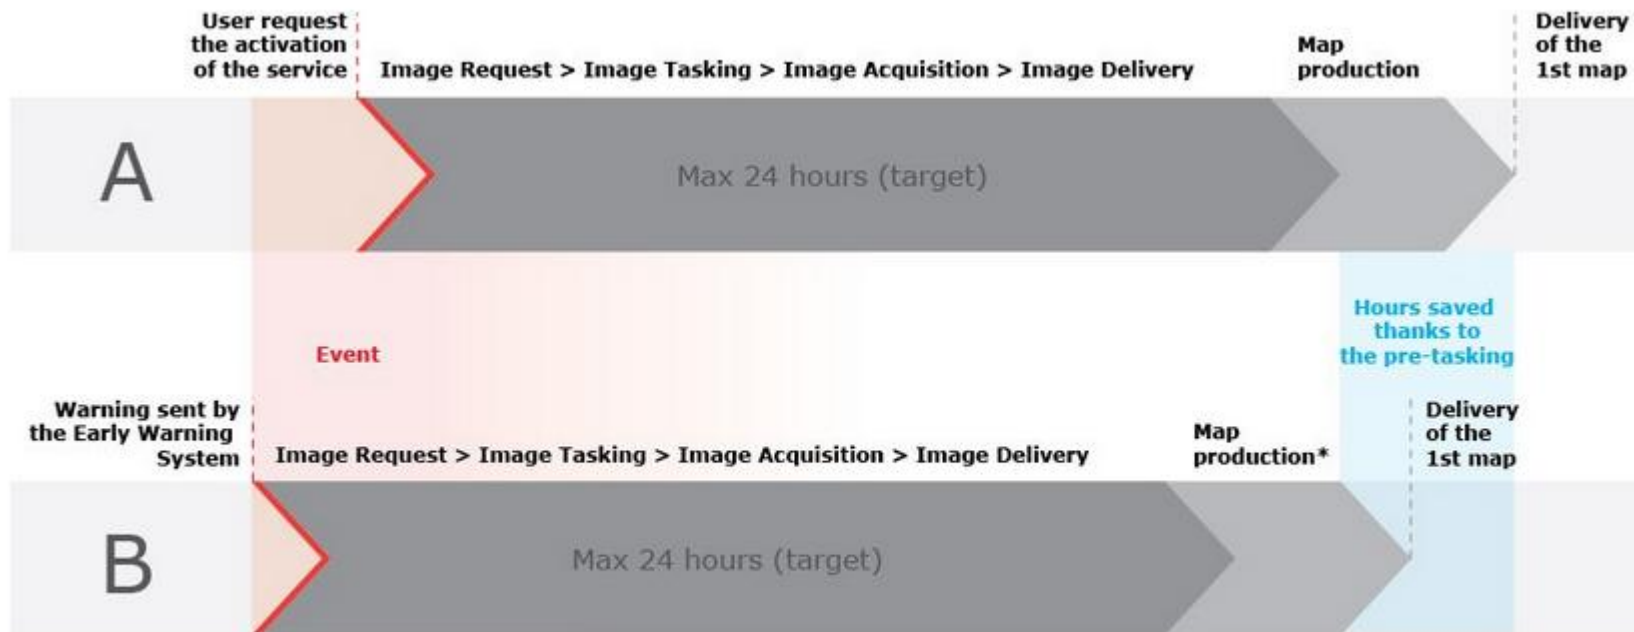 User request
the activation
of the service
Image Request > Image Tasking > Image Acquisition > Image Delivery
Map
production
Delivery
of the
1st map
A
Max 24 hours (target)
Hours saved
thanks to
the pre-tasking
Event
Warning sent by
the Early Warning
System
Image Request > Image Tasking > Image Acquisition > Image Delivery
Map
production*
Delivery
of the
1st map
B
Max 24 hours (target)